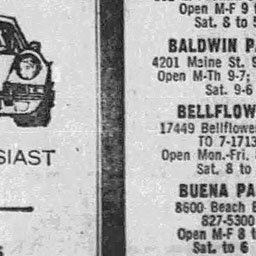 Open M-F 9
Sat. 8 to
BALDWIN
4201 Maine St.
Open M-Th 9-7;
Sat. 9-6
BELLFLOW
17449 Bellflowe
TO 7-1713
Open Mon.-Fri.
Sat. 8 to
BUENA PA
8600 Beach
827-5300
Open M-F 8
Sat. to 6
SIAST